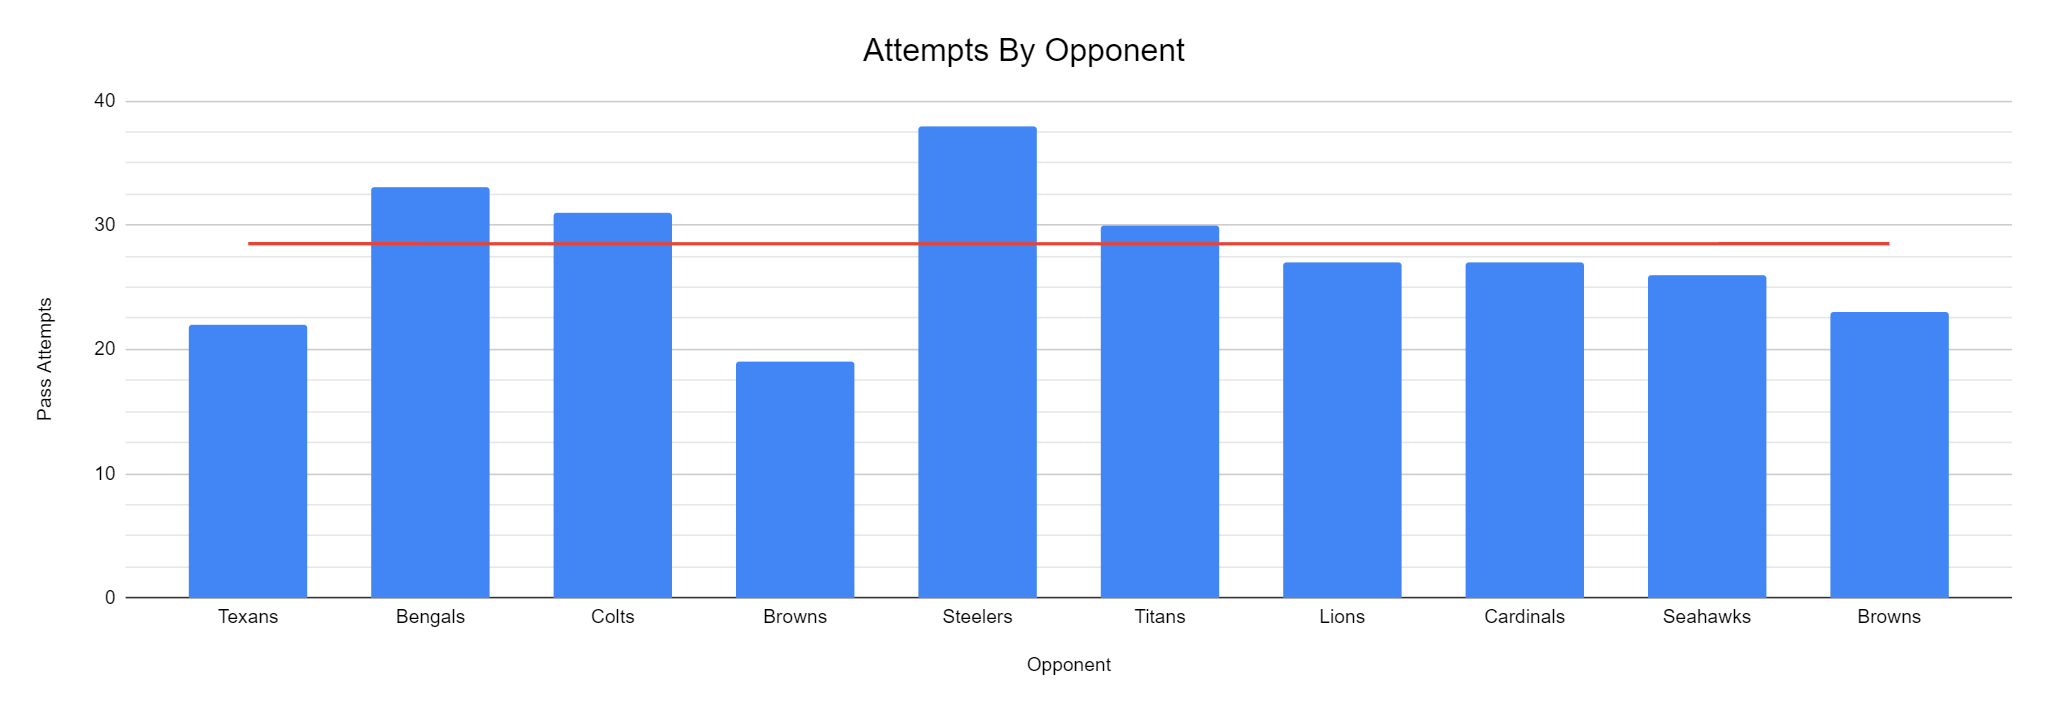 Attempts By Opponent
40
30
20
10
0
Pass Attempts
Texans Bengals Colts Browns Steelers Titans Lions Cardinals Seahawks Browns
Opponent